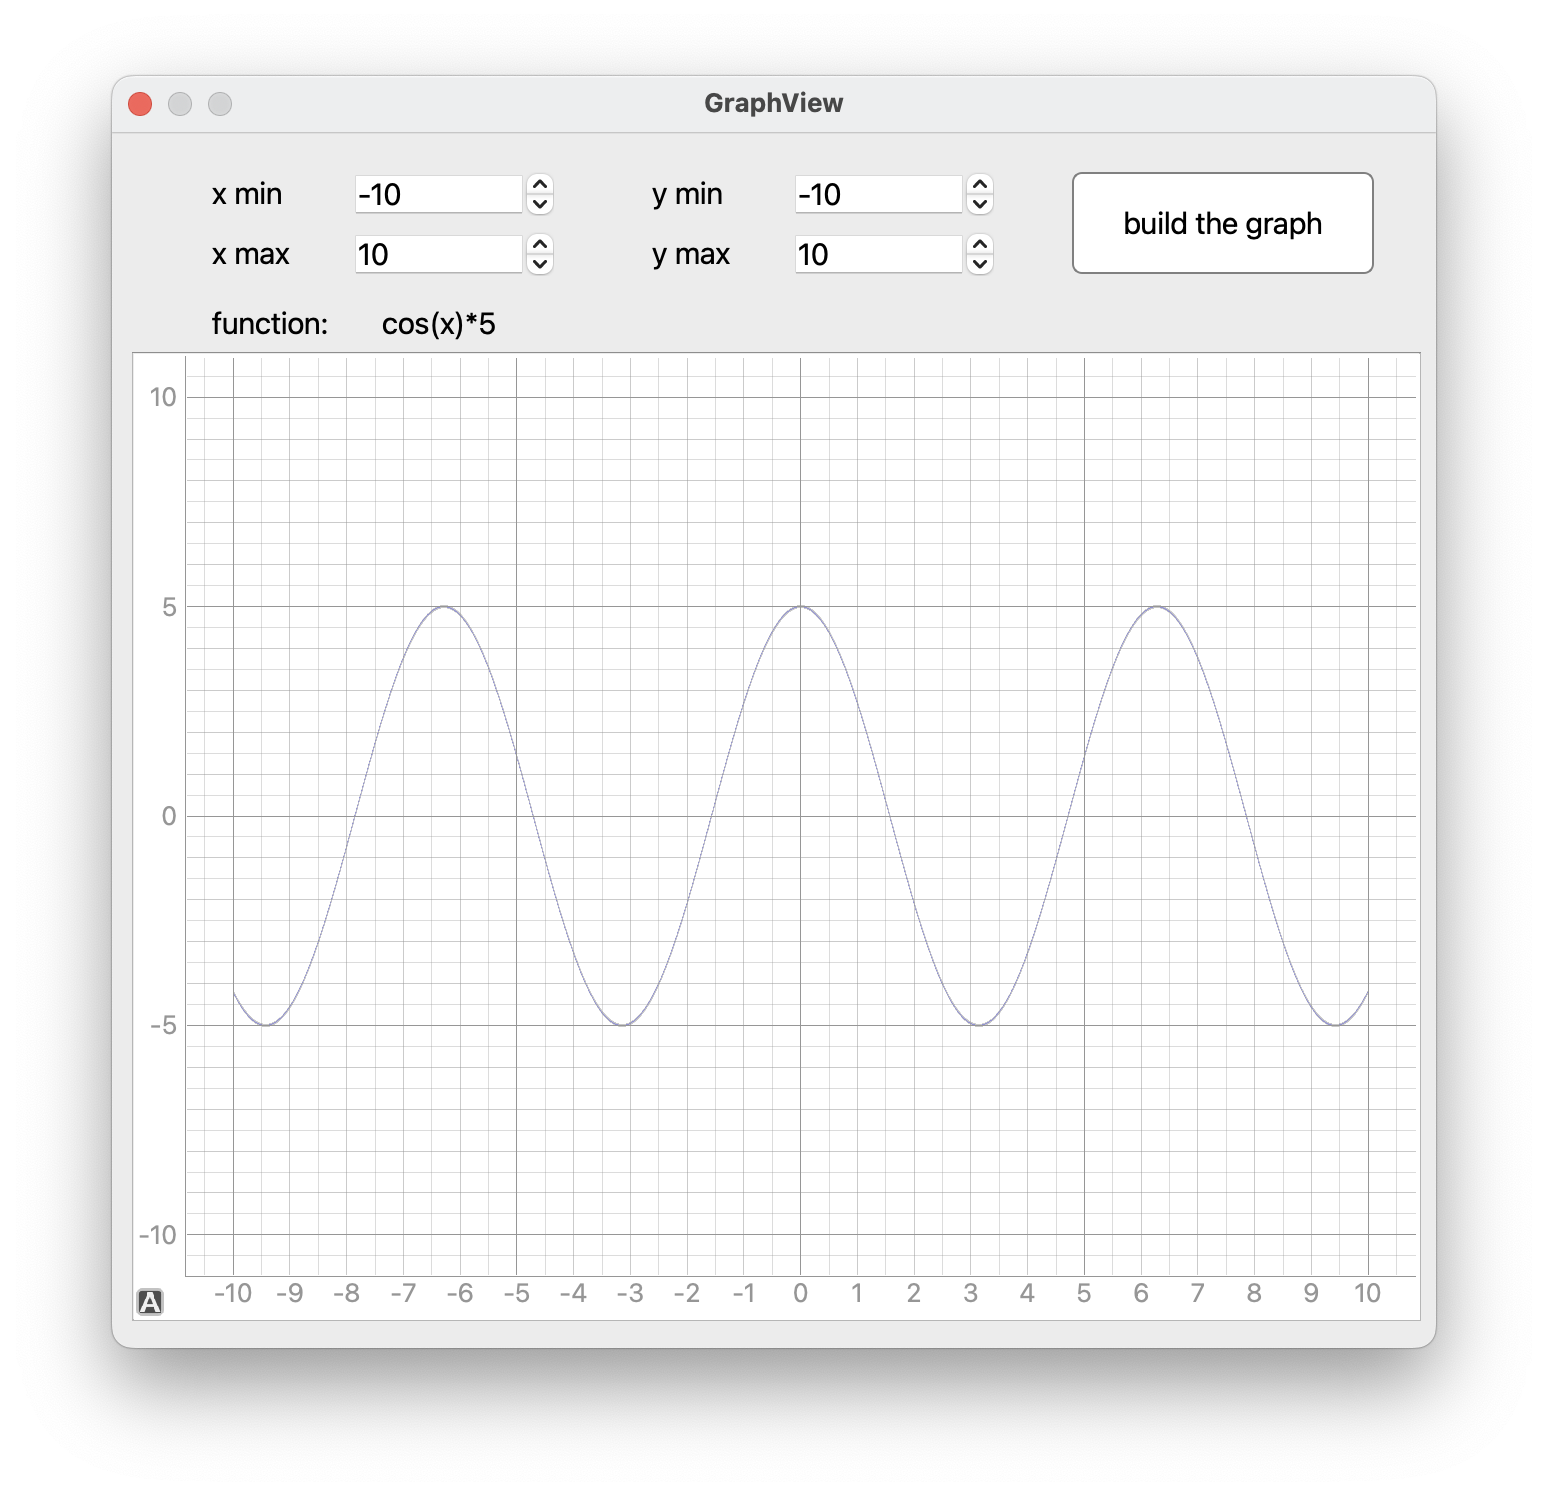 GraphView
x min -10 y min -10
build the graph
x max 10 y max 10
function: cos(x)*5
10
5
0
-5
-10
A
-10 -9 -8 -7 -6 -5 -4 -3 -2 -1 0 1 2 3 4 5 6 7 8 9 10